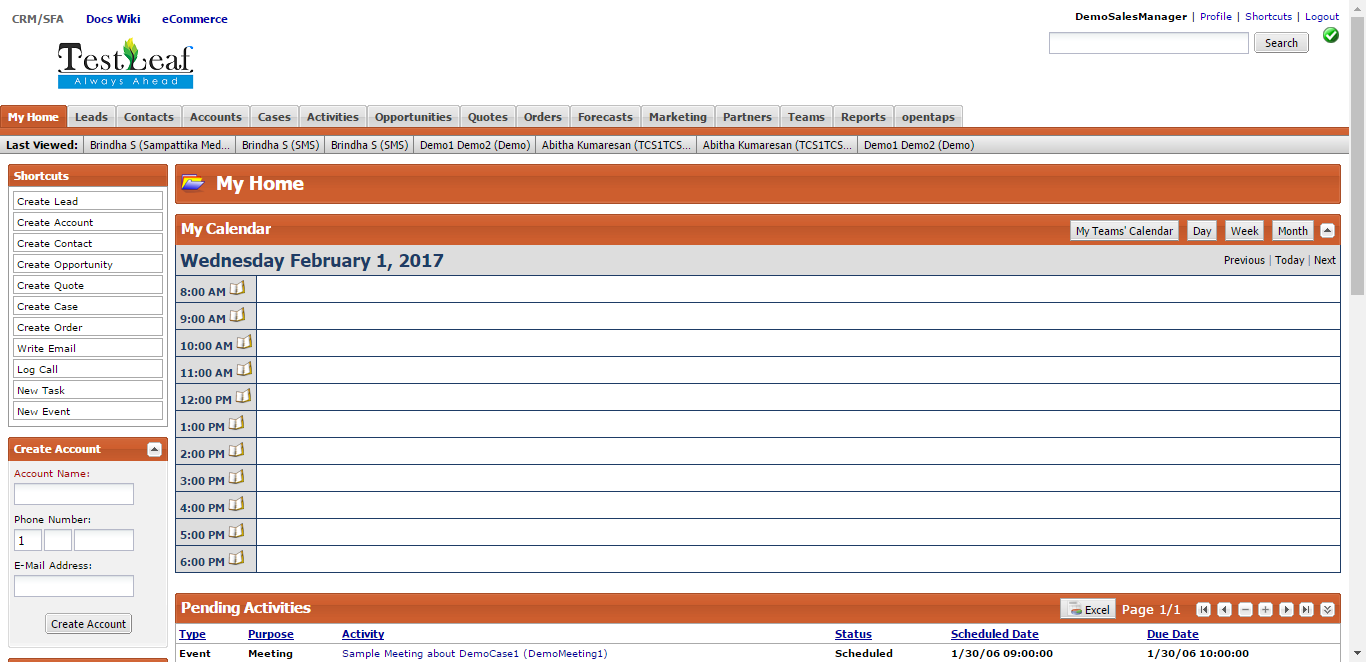 CRM/SFA Docs Wiki eCommerce
DemoSalesManager | Profile | Shortcuts | Logout
Search
TestLeaf
Always Ahead
My Home Leads Contacts Accounts Cases Activities Opportunities Quotes Orders Forecasts Marketing Partners Teams Reports opentaps
Last Viewed: Brindha S (Sampattika Med... Brindha S (SMS) Brindha S (SMS) Demo1 Demo2 (Demo) Abitha Kumaresan (TCS1TCS... Abitha Kumaresan (TCS1TCS... Demo1 Demo2 (Demo)
Shortcuts
Create Lead
Create Account
Create Contact
Create Opportunity
Create Quote
Create Case
Create Order
Write Email
Log Call
New Task
New Event
Create Account
Account Name:
Phone Number:
1
E-Mail Address:
Create Account
My Home
My Calendar
My Teams' Calendar Day Week Month
Wednesday February 1, 2017
Previous | Today | Next
8:00 AM
9:00 AM
10:00 AM
11:00 AM
12:00 PM
1:00 PM
2:00 PM
3:00 PM
4:00 PM
5:00 PM
6:00 PM
Pending Activities
Excel Page 1/1
Type Purpose Activity Status Scheduled Date Due Date
Event Meeting Sample Meeting about DemoCase1 (DemoMeeting1) Scheduled 1/30/06 09:00:00 1/30/06 10:00:00